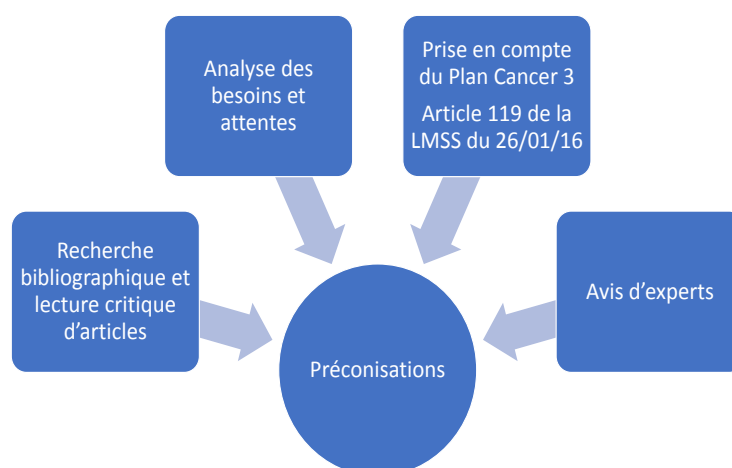 Analyse des
besoins et
attentes
Prise en compte
du Plan Cancer 3
Article 119 de la
LMSS du 26/01/16
Recherche
bibliographique et
lecture critique
d’articles
Avis d’experts
Préconisations